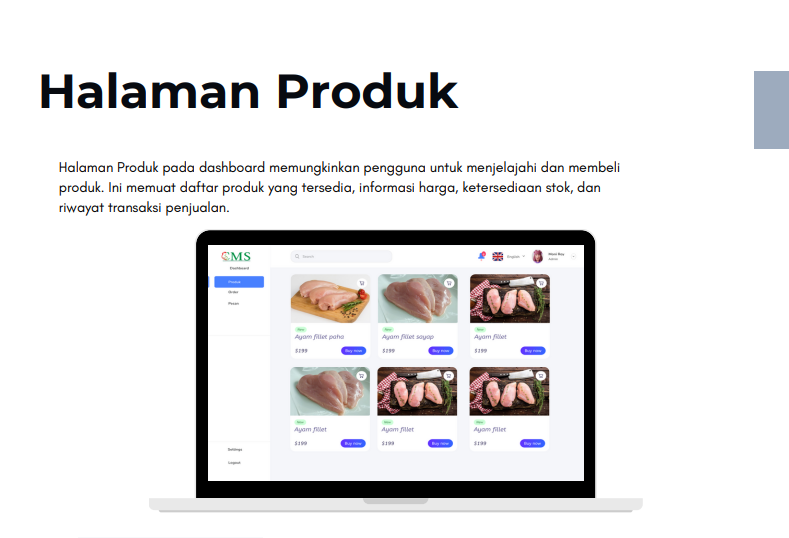 Halaman Produk
Halaman Produk pada dashboard memungkinkan pengguna untuk menjelajahi dan membeli
produk. Ini memuat daftar produk yang tersedia, informasi harga, ketersediaan stok, dan
riwayat transaksi penjualan.
CMS
Search
English
Moni Roy
Admin
Dashboard
Produk
Order
Pesan
Settings
Logout
New
Ayam fillet paha
$199
Buy now
New
Ayam fillet sayap
$199
Buy now
New
Ayam fillet
$199
Buy now
New
Ayam fillet
$199
Buy now
New
Ayam fillet
$199
Buy now
New
Ayam fillet
$199
Buy now